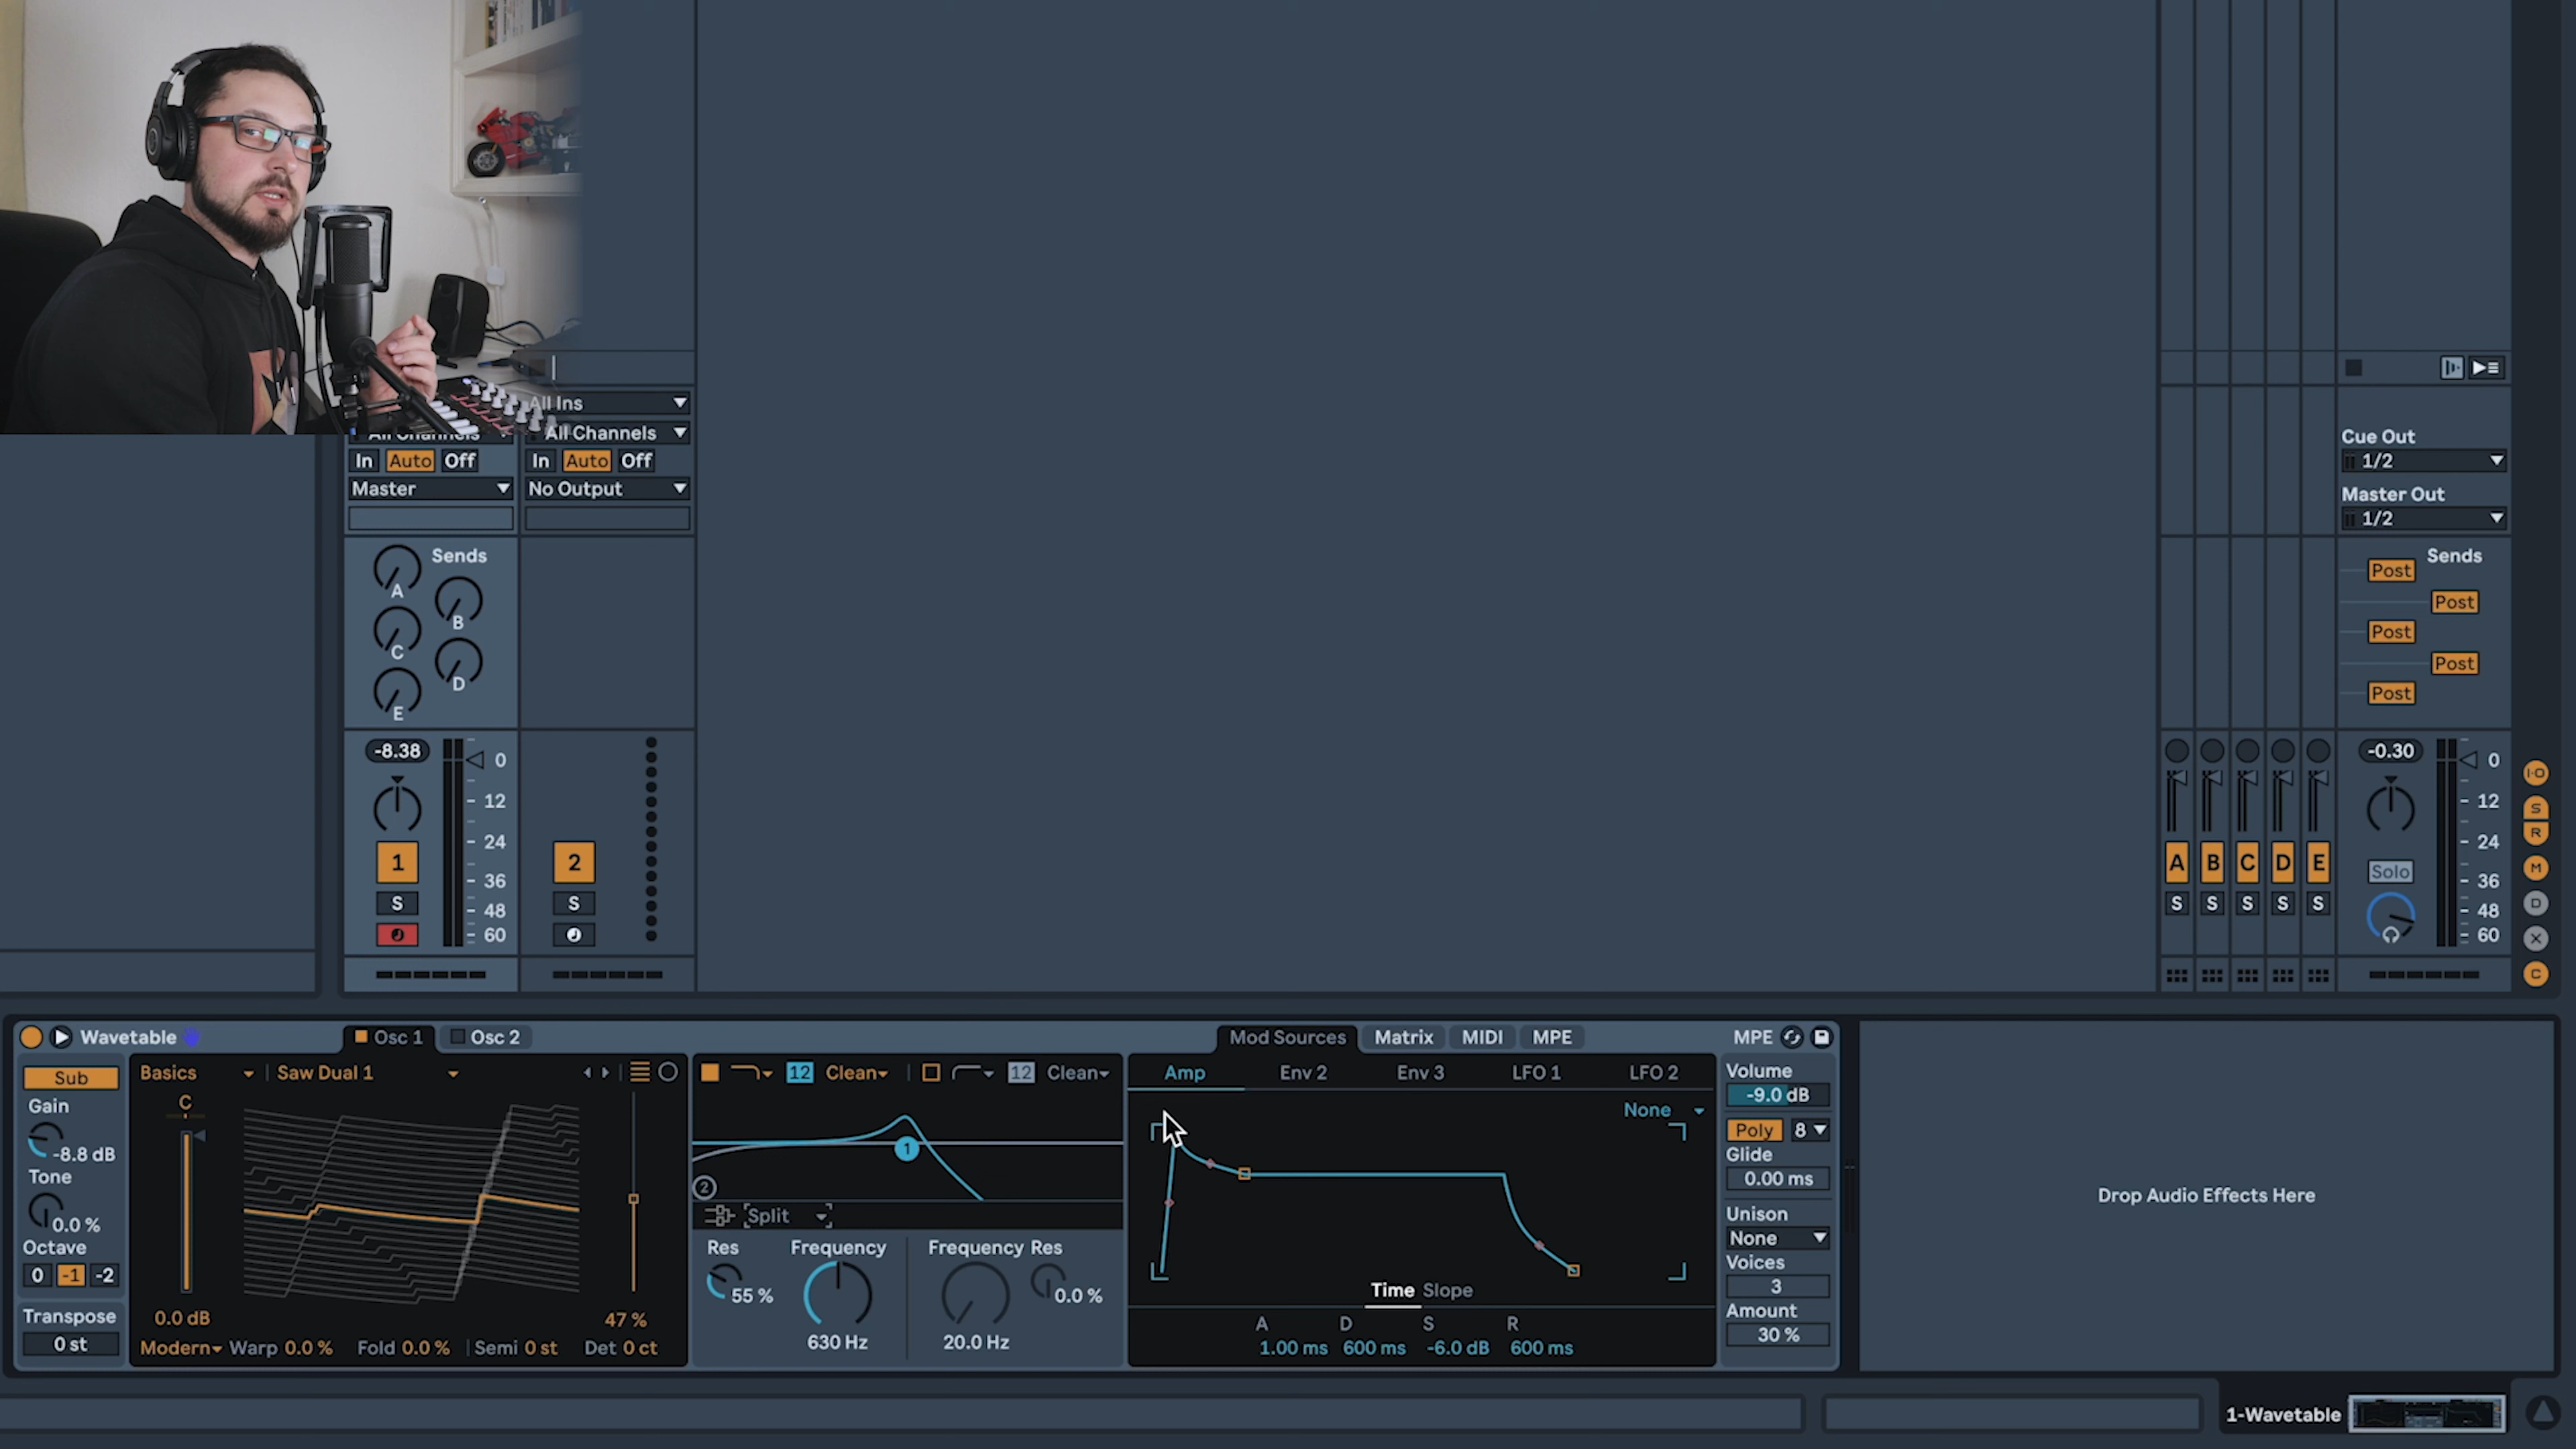 All Ins
All Channels All Channels
In Auto Off In Auto Off
Master No Output
Cue Out
1/2
Master Out
1/2
Sends
A
B
C
D
E
Sends
Post
Post
Post
Post
Post
-8.38
0
12
24
36
48
60
1
S
2
S
A B C D E
S S S S S
-0.30
0
12
24
36
48
60
Solo
I·O
S
R
M
D
X
C
Wavetable
Osc 1 Osc 2
Sub
Gain
-8.8 dB
Tone
0.0 %
Octave
0 -1 -2
Transpose
0 st
Basics Saw Dual 1
C
0.0 dB
47 %
Modern Warp 0.0 % Fold 0.0 % Semi 0 st Det 0 ct
12 Clean 12 Clean
1
2
Split
Res Frequency Frequency Res
55 % 630 Hz 20.0 Hz 0.0 %
Mod Sources Matrix MIDI MPE
Amp Env 2 Env 3 LFO 1 LFO 2
None
Time Slope
A D S R
1.00 ms 600 ms -6.0 dB 600 ms
MPE
Volume
-9.0 dB
Poly 8
Glide
0.00 ms
Unison
None
Voices
3
Amount
30 %
Drop Audio Effects Here
1-Wavetable